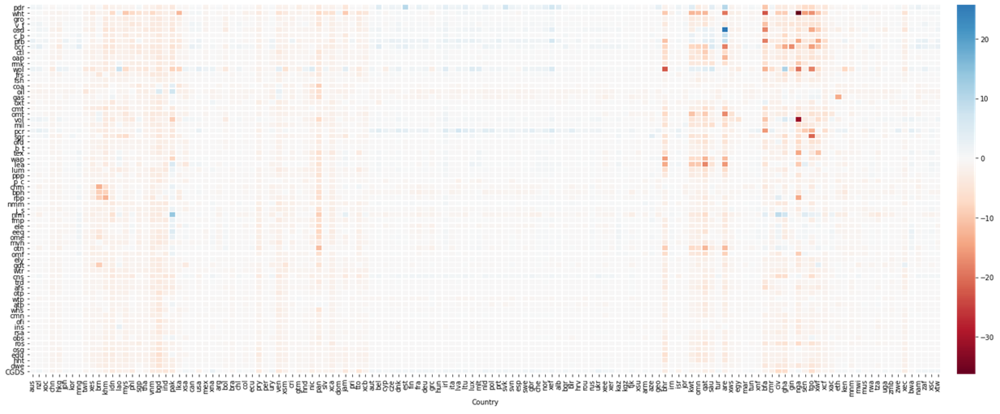 pdr
wht
gro
v_f
osd
c_b
pfb
ocr
ctl
oap
rmk
wol
frs
fsh
coa
oil
gas
oxt
cmt
omt
vol
mil
pcr
sgr
ofd
b_t
tex
wap
lea
lum
ppp
p_c
chm
bph
rpp
nmm
i_s
nfm
fmp
ele
eeq
ome
mvh
otn
omf
ely
gdt
wtr
cns
trd
afs
otp
wtp
atp
whs
cmn
ofi
ins
rsa
obs
ros
osg
edu
hht
dwe
CGDS
aus nzl xoc chn hkg jpn kor mng twn xes brn khm idn lao mys phl sgp tha vnm bgd ind pak lka xsa can usa mex xna arg bol bra chl col ecu pry per ury ven xsm cri gtm hnd nic pan slv xca dom jam pri tto xcb aut bel cyp cze dnk est fin fra deu grc hun irl ita lva ltu lux mlt nld pol prt svk svn esp swe gbr che nor xef alb bgr blr hrv rou rus ukr xee xer kaz kgz tjk xsu arm aze geo bhr irn isr jor kwt omn qat sau tur are xws egy mar tun xnf bfa cmr civ gha gin nga sen tgo xwf xcf xac eth ken mwi mus rwa tza uga zmb zwe xec bwa nam zaf xsc xtw
Country
20
10
0
−10
−20
−30